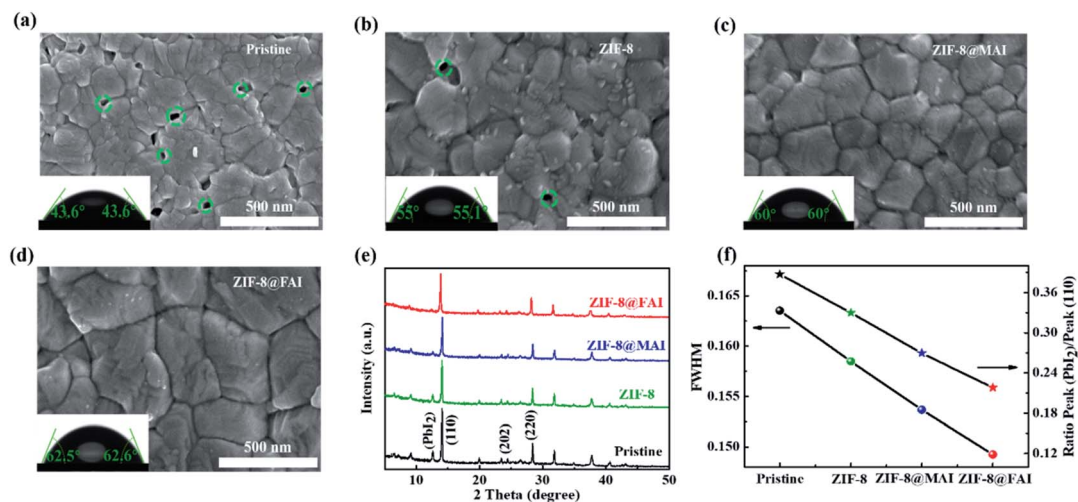 (a)
Pristine
43.6° 43.6°
500 nm
(b)
ZIF-8
55° 55.1°
500 nm
(c)
ZIF-8@MAI
60° 60°
500 nm
(d)
ZIF-8@FAI
62.5° 62.6°
500 nm
(e)
Intensity (a.u.)
ZIF-8@FAI
ZIF-8@MAI
ZIF-8
(PbI₂)
(110)
(202)
(220)
Pristine
10 20 30 40 50
2 Theta (degree)
(f)
FWHM
0.165
0.160
0.155
0.150
Pristine ZIF-8 ZIF-8@MAI ZIF-8@FAI
0.36
0.30
0.24
0.18
0.12
Ratio Peak (PbI₂)/Peak (110)